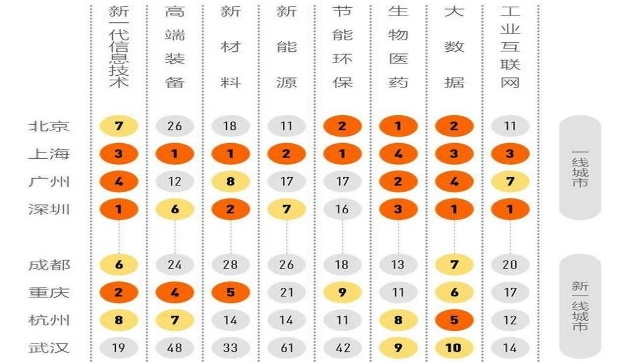 新一代信息技术 高端装备 新材料 新能源 节能环保 生物医药 大数据 工业互联网
北京 7 26 18 11 2 1 2 11
上海 3 1 1 2 1 4 3 3
广州 4 12 8 17 17 2 4 7
深圳 1 6 2 7 16 3 1 1
一线城市
成都 6 24 28 26 18 13 7 20
重庆 2 4 5 21 9 11 6 17
杭州 8 7 14 14 11 8 5 12
武汉 19 48 33 61 42 9 10 14
新一线城市